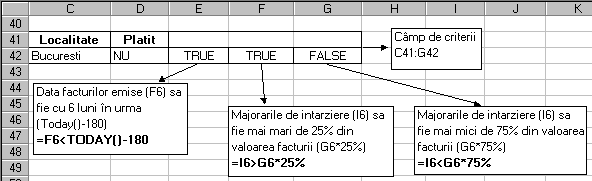 C D E F G H I J K
40
41 Localitate Platit
42 Bucuresti NU TRUE TRUE FALSE
43
44
45
46
47
48
49
Câmp de criterii
C41:G42
Data facturilor emise (F6) sa
fie cu 6 luni în urma
(Today()-180)
=F6<TODAY()-180
Majorarile de intarziere (I6) sa
fie mai mari de 25% din
valoarea facturii (G6*25%)
=I6>G6*25%
Majorarile de intarziere (I6) sa
fie mai mici de 75% din valoarea
facturii (G6*75%)
=I6<G6*75%